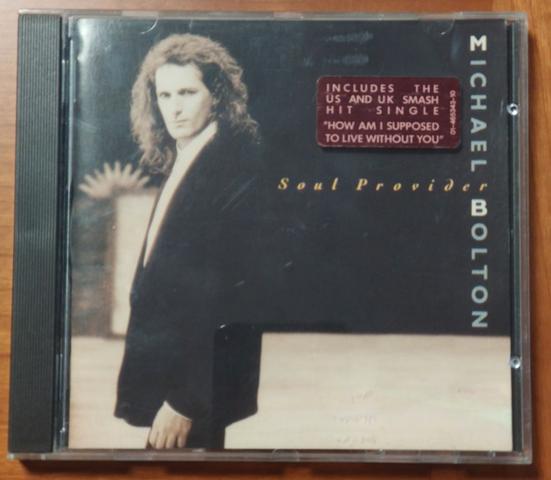 MICHAEL BOLTON
INCLUDES THE
US AND UK SMASH
HIT SINGLE
"HOW AM I SUPPOSED
TO LIVE WITHOUT YOU"
Soul Provider